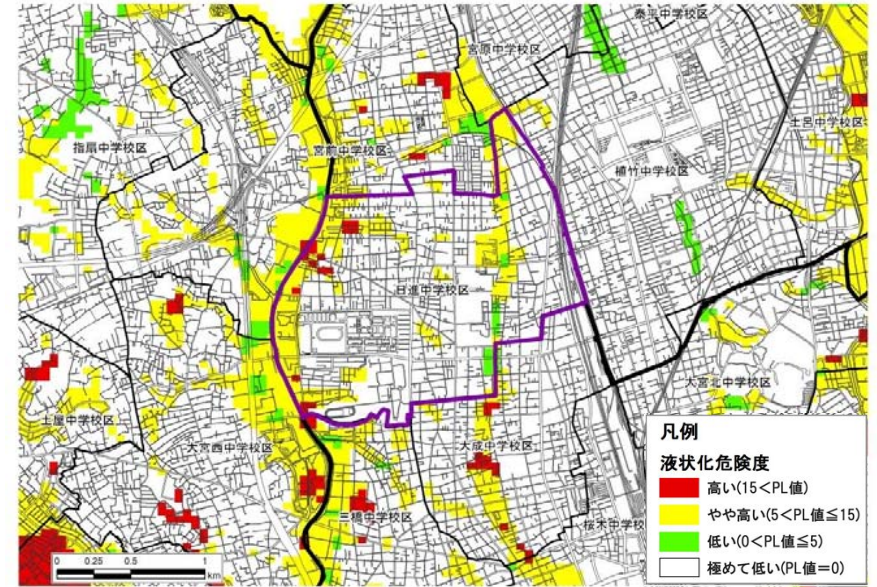 泰平中学校区
宮原中学校区
土呂中学校区
指扇中学校区
宮前中学校区
植竹中学校区
日進中学校区
大宮北中学校区
土屋中学校区
大宮西中学校区
大成中学校区
三橋中学校区
桜木中学校
凡例
液状化危険度
高い(15<PL値)
やや高い(5<PL値≦15)
低い(0<PL値≦5)
極めて低い(PL値=0)
0 0.25 0.5 1
km